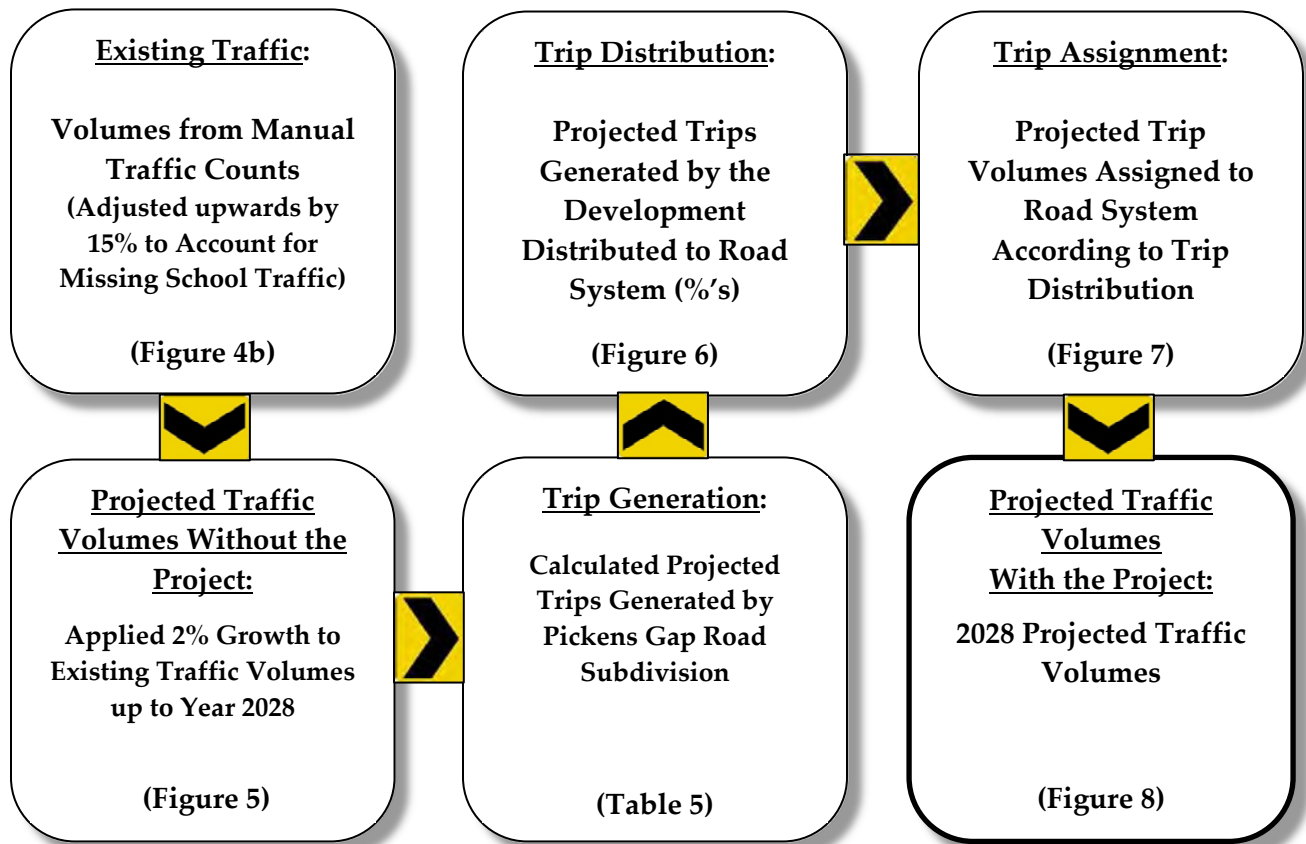 Existing Traffic:
Volumes from Manual
Traffic Counts
(Adjusted upwards by
15% to Account for
Missing School Traffic)
(Figure 4b)
Projected Traffic
Volumes Without the
Project:
Applied 2% Growth to
Existing Traffic Volumes
up to Year 2028
(Figure 5)
Trip Generation:
Calculated Projected
Trips Generated by
Pickens Gap Road
Subdivision
(Table 5)
Trip Distribution:
Projected Trips
Generated by the
Development
Distributed to Road
System (%’s)
(Figure 6)
Trip Assignment:
Projected Trip
Volumes Assigned to
Road System
According to Trip
Distribution
(Figure 7)
Projected Traffic
Volumes
With the Project:
2028 Projected Traffic
Volumes
(Figure 8)